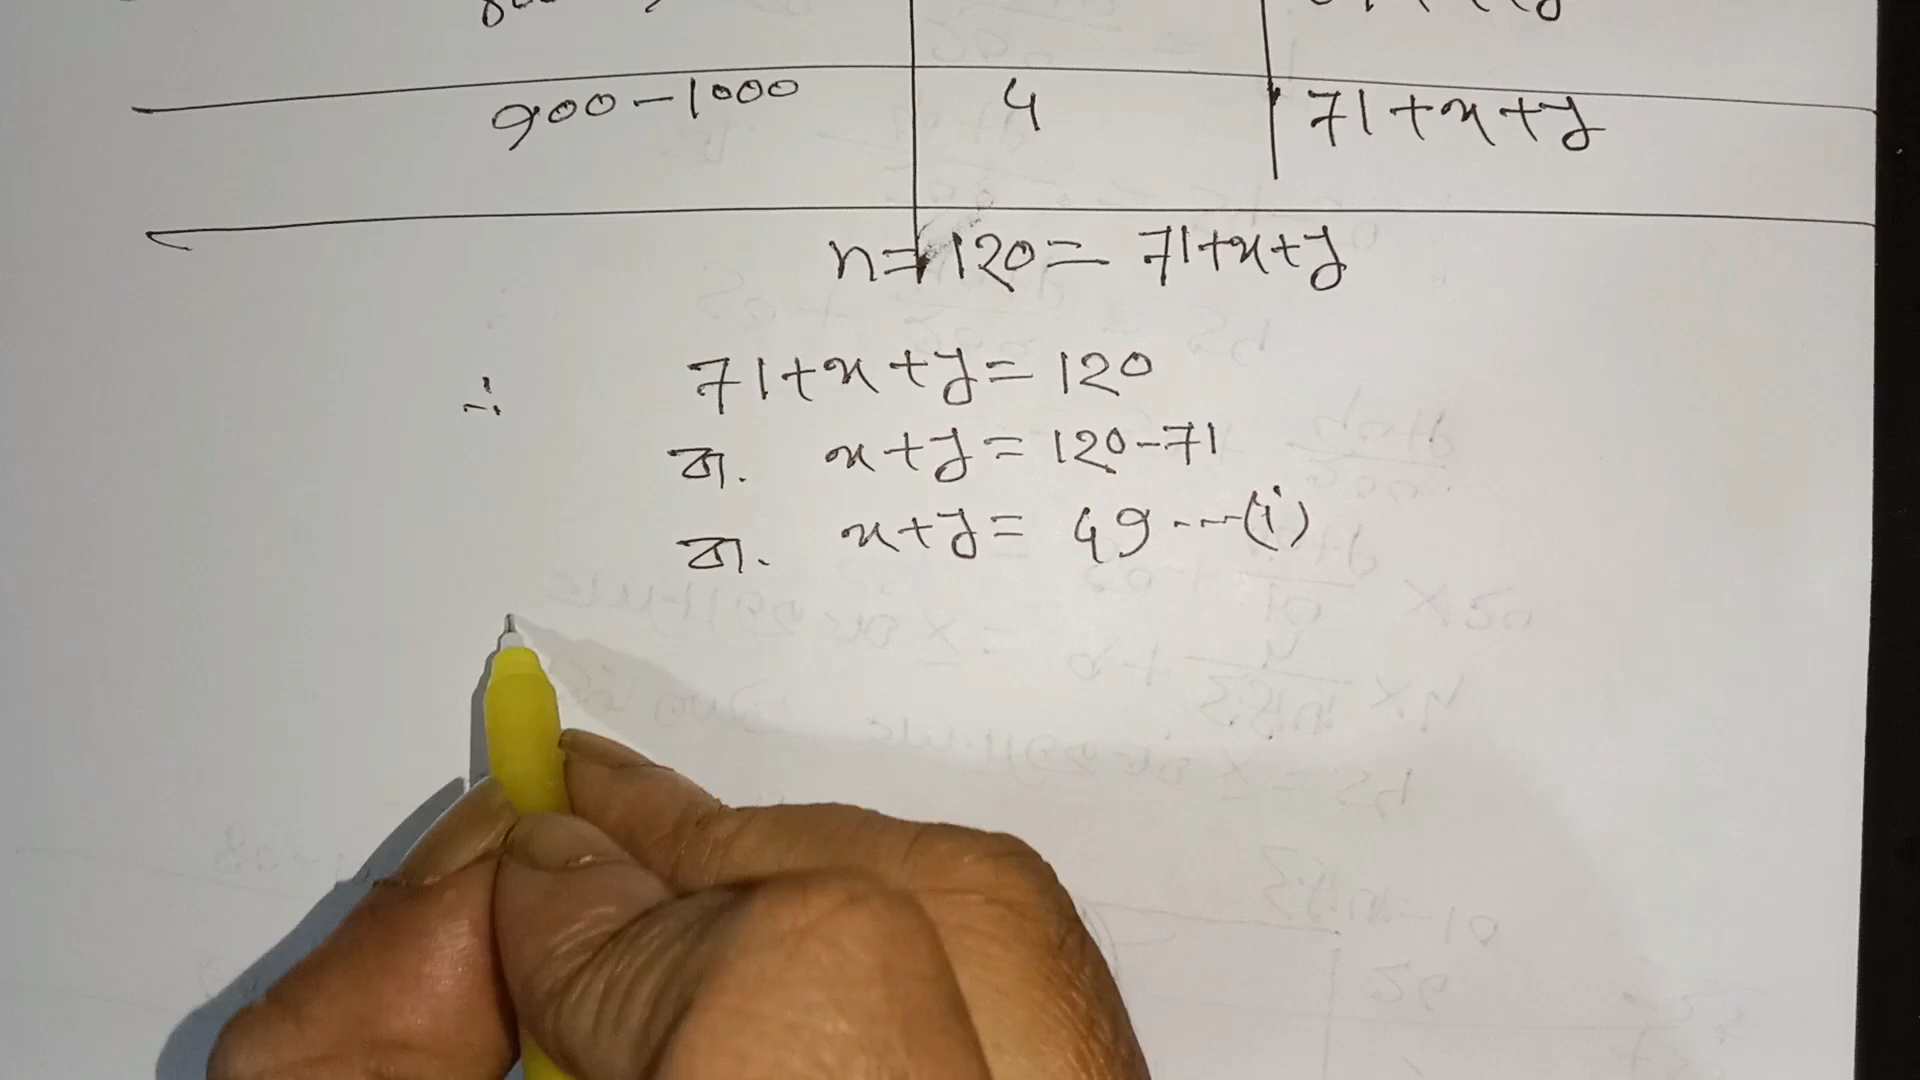 900-1000 4 71+x+y
n=120= 71+x+y
∴ 71+x+y=120
বা. x+y=120-71
বা. x+y= 49---(i)